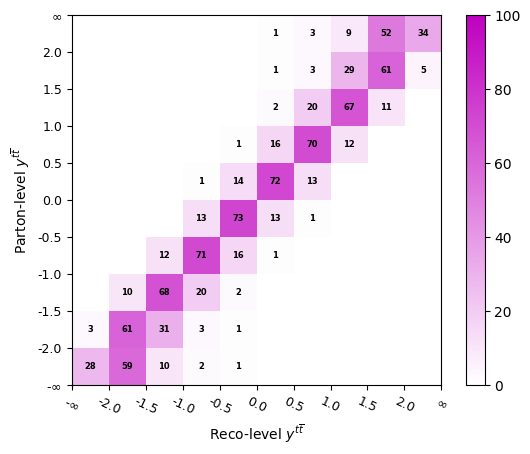 ∞ 1 3 9 52 34 100
2.0
1 3 29 61 5
1.5 80
2 20 67 11
1.0
1 16 70 12
0.5 60
1 14 72 13
0.0
13 73 13 1
-0.5 40
12 71 16 1
-1.0
10 68 20 2
-1.5 20
3 61 31 3 1
-2.0
28 59 10 2 1
-∞ 0
-∞ -2.0 -1.5 -1.0 -0.5 0.0 0.5 1.0 1.5 2.0 ∞
Parton-level y^{tt̅}
Reco-level y^{tt̅}